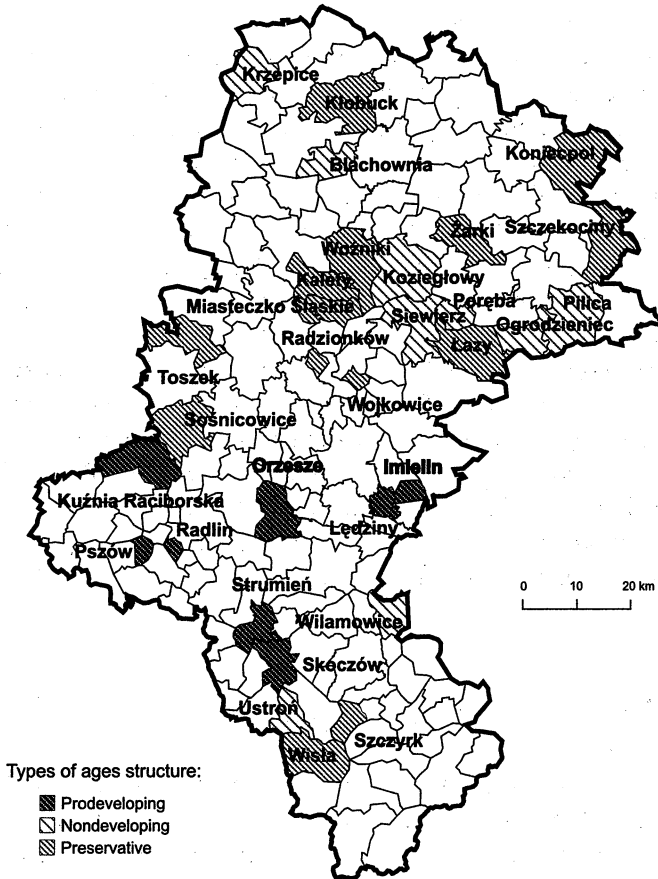 Krzepice
Kłobuck
Blachownia
Koniecpol
Żarki
Szczekociny
Woźniki
Kalety
Koziegłowy
Miasteczko Śląskie
Poręba
Pilica
Siewierz
Ogrodzieniec
Radzionków
Łazy
Toszek
Wojkowice
Sośnicowice
Orzesze
Imielin
Kuźnia Raciborska
Radlin
Lędziny
Pszów
Strumień
0 10 20 km
Wilamowice
Skoczów
Ustroń
Wisła
Szczyrk
Types of ages structure:
Prodeveloping
Nondeveloping
Preservative